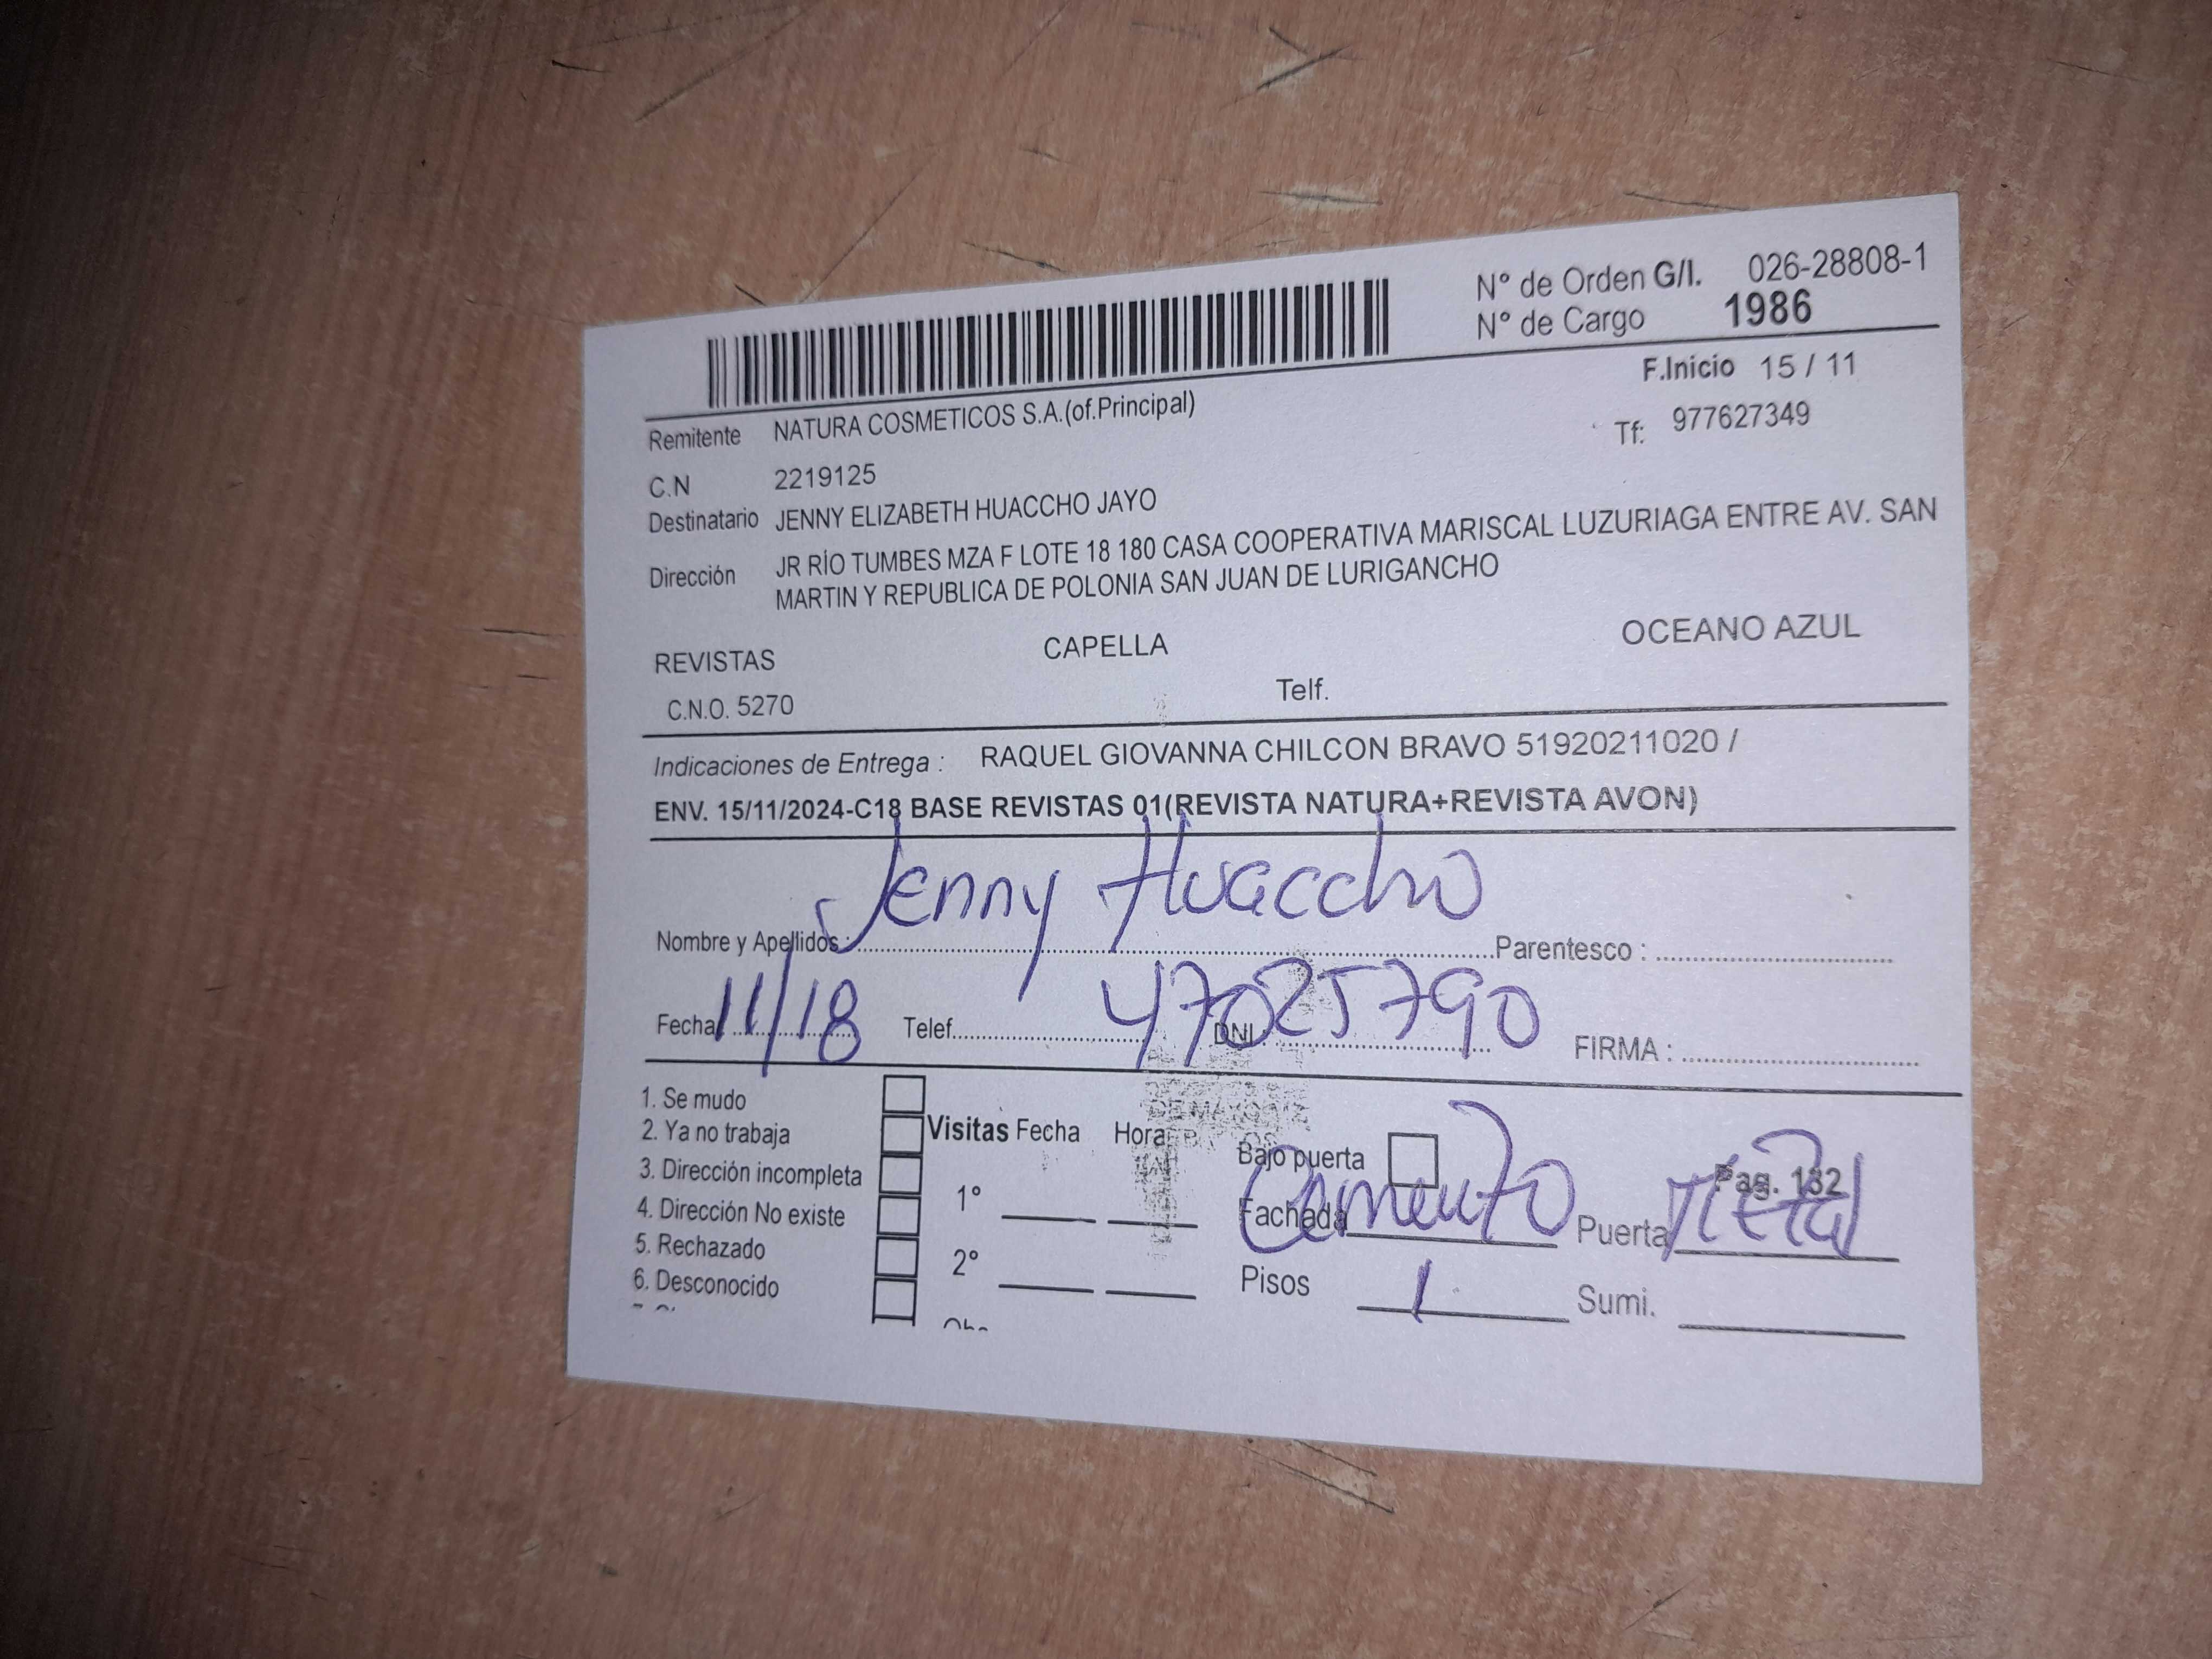 N° de Orden G/I. 026-28808-1
N° de Cargo 1986
F.Inicio 15 / 11
Remitente NATURA COSMETICOS S.A.(of.Principal)
Tf: 977627349
C.N 2219125
Destinatario JENNY ELIZABETH HUACCHO JAYO
Dirección JR RÍO TUMBES MZA F LOTE 18 180 CASA COOPERATIVA MARISCAL LUZURIAGA ENTRE AV. SAN
MARTIN Y REPUBLICA DE POLONIA SAN JUAN DE LURIGANCHO
REVISTAS CAPELLA OCEANO AZUL
C.N.O. 5270 Telf.
Indicaciones de Entrega : RAQUEL GIOVANNA CHILCON BRAVO 51920211020 /
ENV. 15/11/2024-C18 BASE REVISTAS 01(REVISTA NATURA+REVISTA AVON)
Nombre y Apellidos : Jenny Huaccho Parentesco :
Fecha 11/18 Telef. DNI : 47025790 FIRMA :
1. Se mudo
2. Ya no trabaja
3. Dirección incompleta
4. Dirección No existe
5. Rechazado
6. Desconocido
Visitas Fecha Hora
1°
2°
Bajo puerta
Pag. 132
Fachada Cemento Puerta Metal
Pisos 1 Sumi.